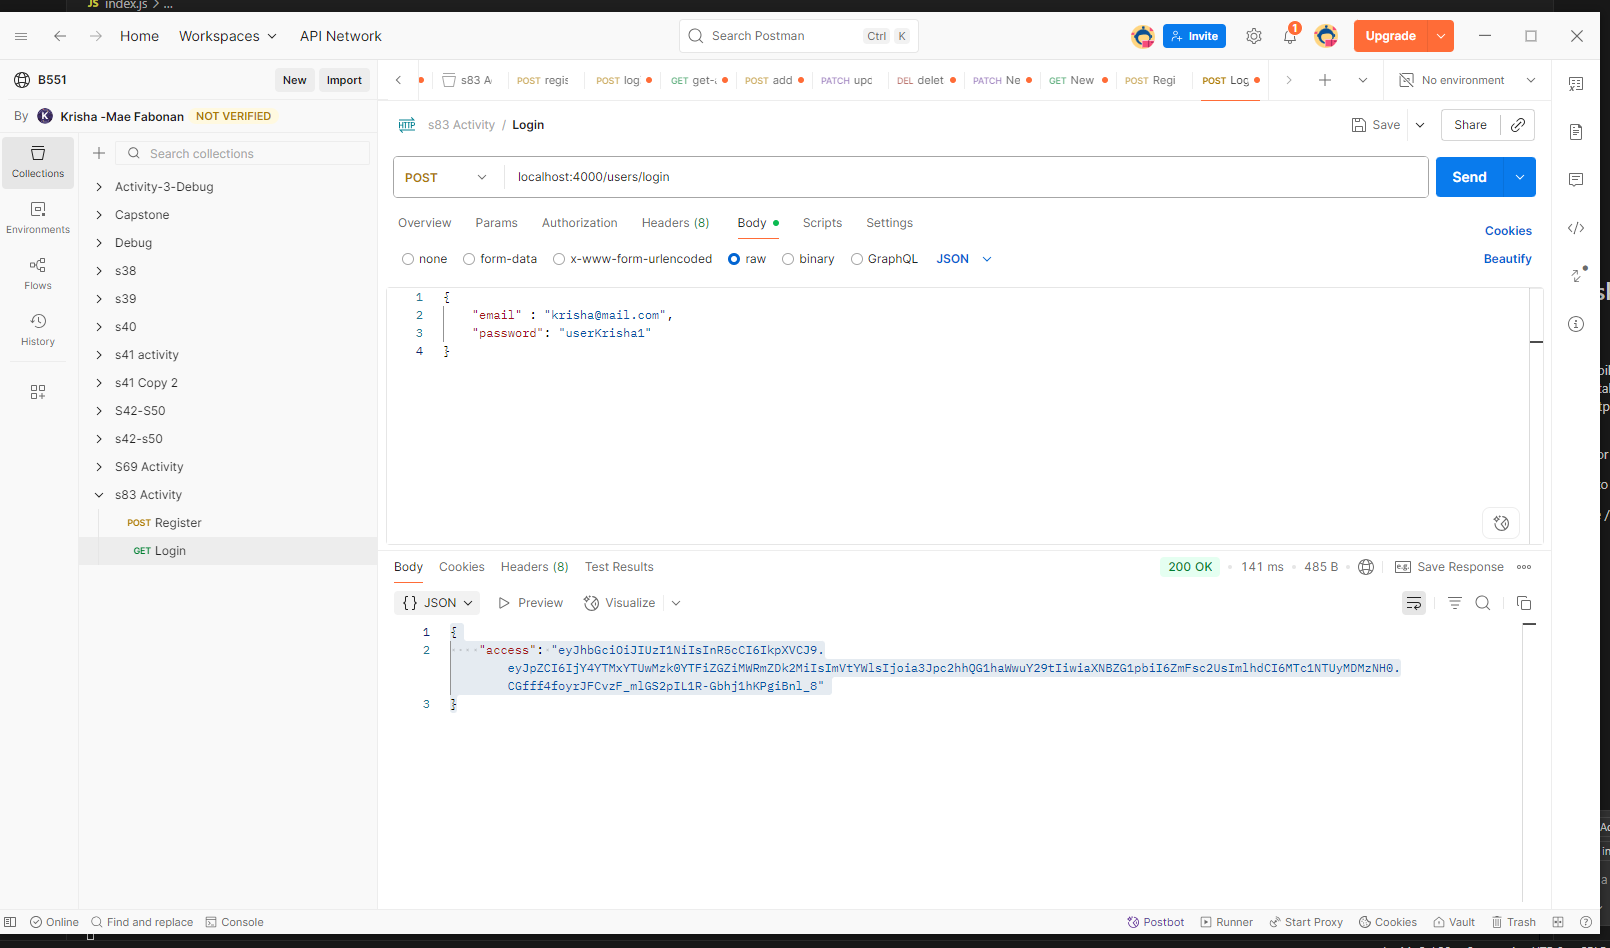 JS index.js > ...
Home
Workspaces
API Network
Search Postman
Ctrl K
Invite
1
Upgrade
B551
New
Import
By K Krisha -Mae Fabonan NOT VERIFIED
Collections
Environments
Flows
History
Search collections
Activity-3-Debug
Capstone
Debug
s38
s39
s40
s41 activity
s41 Copy 2
S42-S50
s42-s50
S69 Activity
s83 Activity
POST Register
GET Login
s83 A
POST regis
POST log
GET get-
POST add
PATCH upc
DEL delet
PATCH Ne
GET New
POST Regi
POST Log
No environment
HTTP s83 Activity / Login
Save
Share
POST
localhost:4000/users/login
Send
Overview Params Authorization Headers (8) Body Scripts Settings
Cookies
none form-data x-www-form-urlencoded raw binary GraphQL JSON
Beautify
1 {
2 "email" : "krisha@mail.com",
3 "password": "userKrisha1"
4 }
Body Cookies Headers (8) Test Results
200 OK • 141 ms • 485 B
e.g. Save Response
{} JSON Preview Visualize
1 {
2 "access": "eyJhbGciOiJIUzI1NiIsInR5cCI6IkpXVCJ9.
eyJpZCI6IjY4YTMxYTUwMzk0YTFiZGZiMWRmZDk2MiIsImVtYWlsIjoia3Jpc2hhQG1haWwuY29tIiwiaXNBZG1pbiI6ZmFsc2UsImlhdCI6MTc1NTUyMDMzNH0.
CGfff4foyrJFCvzF_mlGS2pIL1R-Gbhj1hKPgiBnl_8"
3 }
Online
Find and replace
Console
Postbot
Runner
Start Proxy
Cookies
Vault
Trash